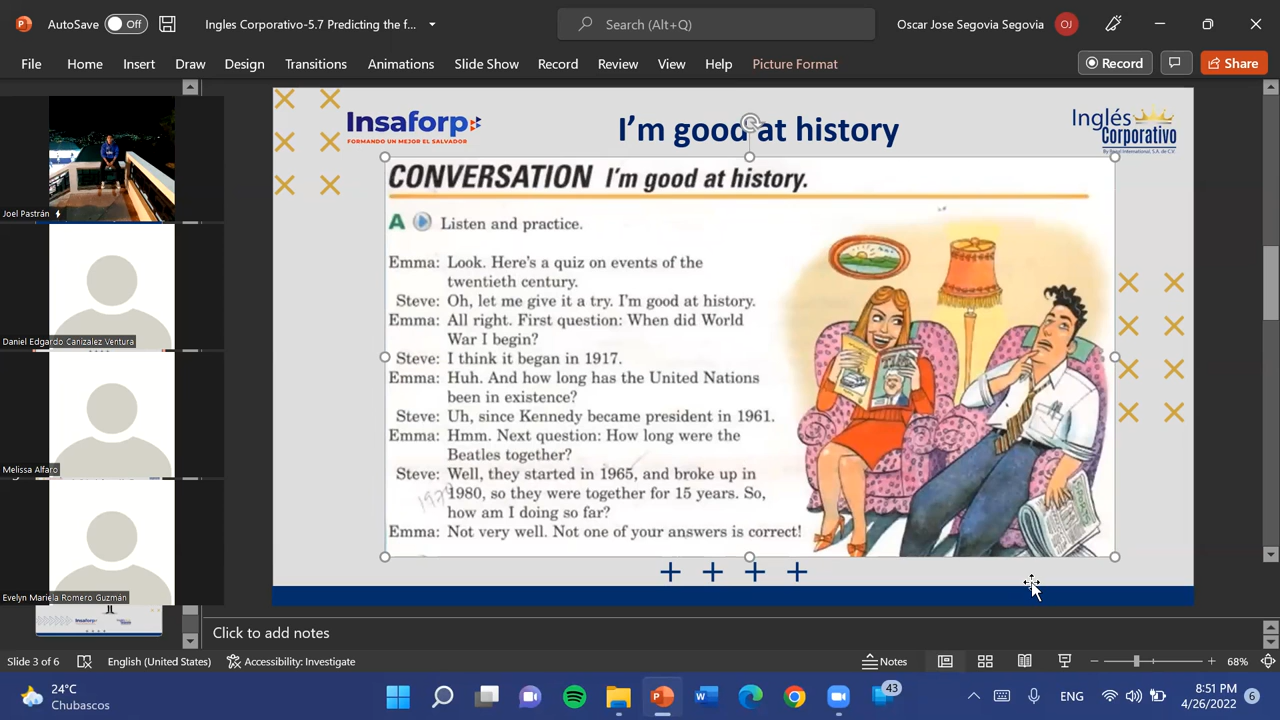 AutoSave Off
Ingles Corporativo-5.7 Predicting the f...
Search (Alt+Q)
Oscar Jose Segovia Segovia OJ
File Home Insert Draw Design Transitions Animations Slide Show Record Review View Help Picture Format
Record Share
Joel Pastrán
Daniel Edgardo Canizalez Ventura
Melissa Alfaro
Evelyn Mariela Romero Guzmán
Insaforp
FORMANDO UN MEJOR EL SALVADOR
I'm good at history
Inglés
Corporativo
CONVERSATION I'm good at history.
A Listen and practice.
Emma: Look. Here's a quiz on events of the
twentieth century.
Steve: Oh, let me give it a try. I'm good at history.
Emma: All right. First question: When did World
War I begin?
Steve: I think it began in 1917.
Emma: Huh. And how long has the United Nations
been in existence?
Steve: Uh, since Kennedy became president in 1961.
Emma: Hmm. Next question: How long were the
Beatles together?
Steve: Well, they started in 1965, and broke up in
1980, so they were together for 15 years. So,
how am I doing so far?
Emma: Not very well. Not one of your answers is correct!
Click to add notes
Slide 3 of 6 English (United States) Accessibility: Investigate Notes 68%
24°C
Chubascos
43
ENG
8:51 PM
4/26/2022
6